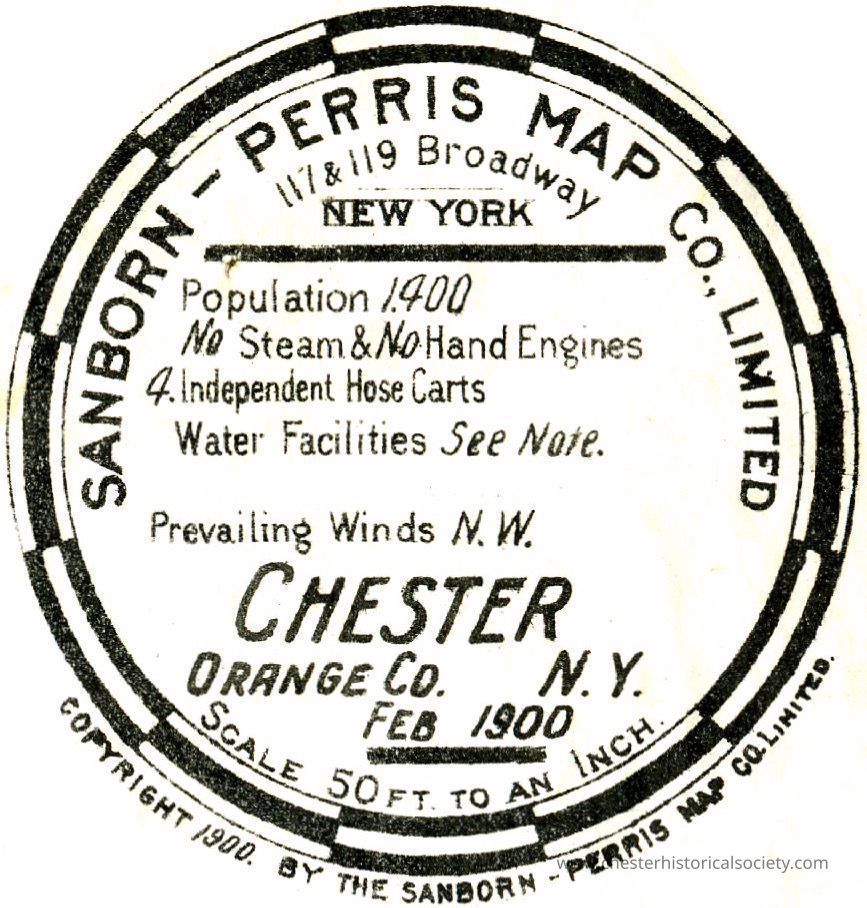 SANBORN - PERRIS MAP CO., LIMITED
117 & 119 Broadway
NEW YORK
Population 1.400
No Steam & No Hand Engines
4. Independent Hose Carts
Water Facilities See Note.
Prevailing Winds N. W.
CHESTER
ORANGE CO. N. Y.
FEB 1900
SCALE 50 FT. TO AN INCH.
COPYRIGHT 1900. BY THE SANBORN - PERRIS MAP CO. LIMITED.
www.chesterhistoricalsociety.com